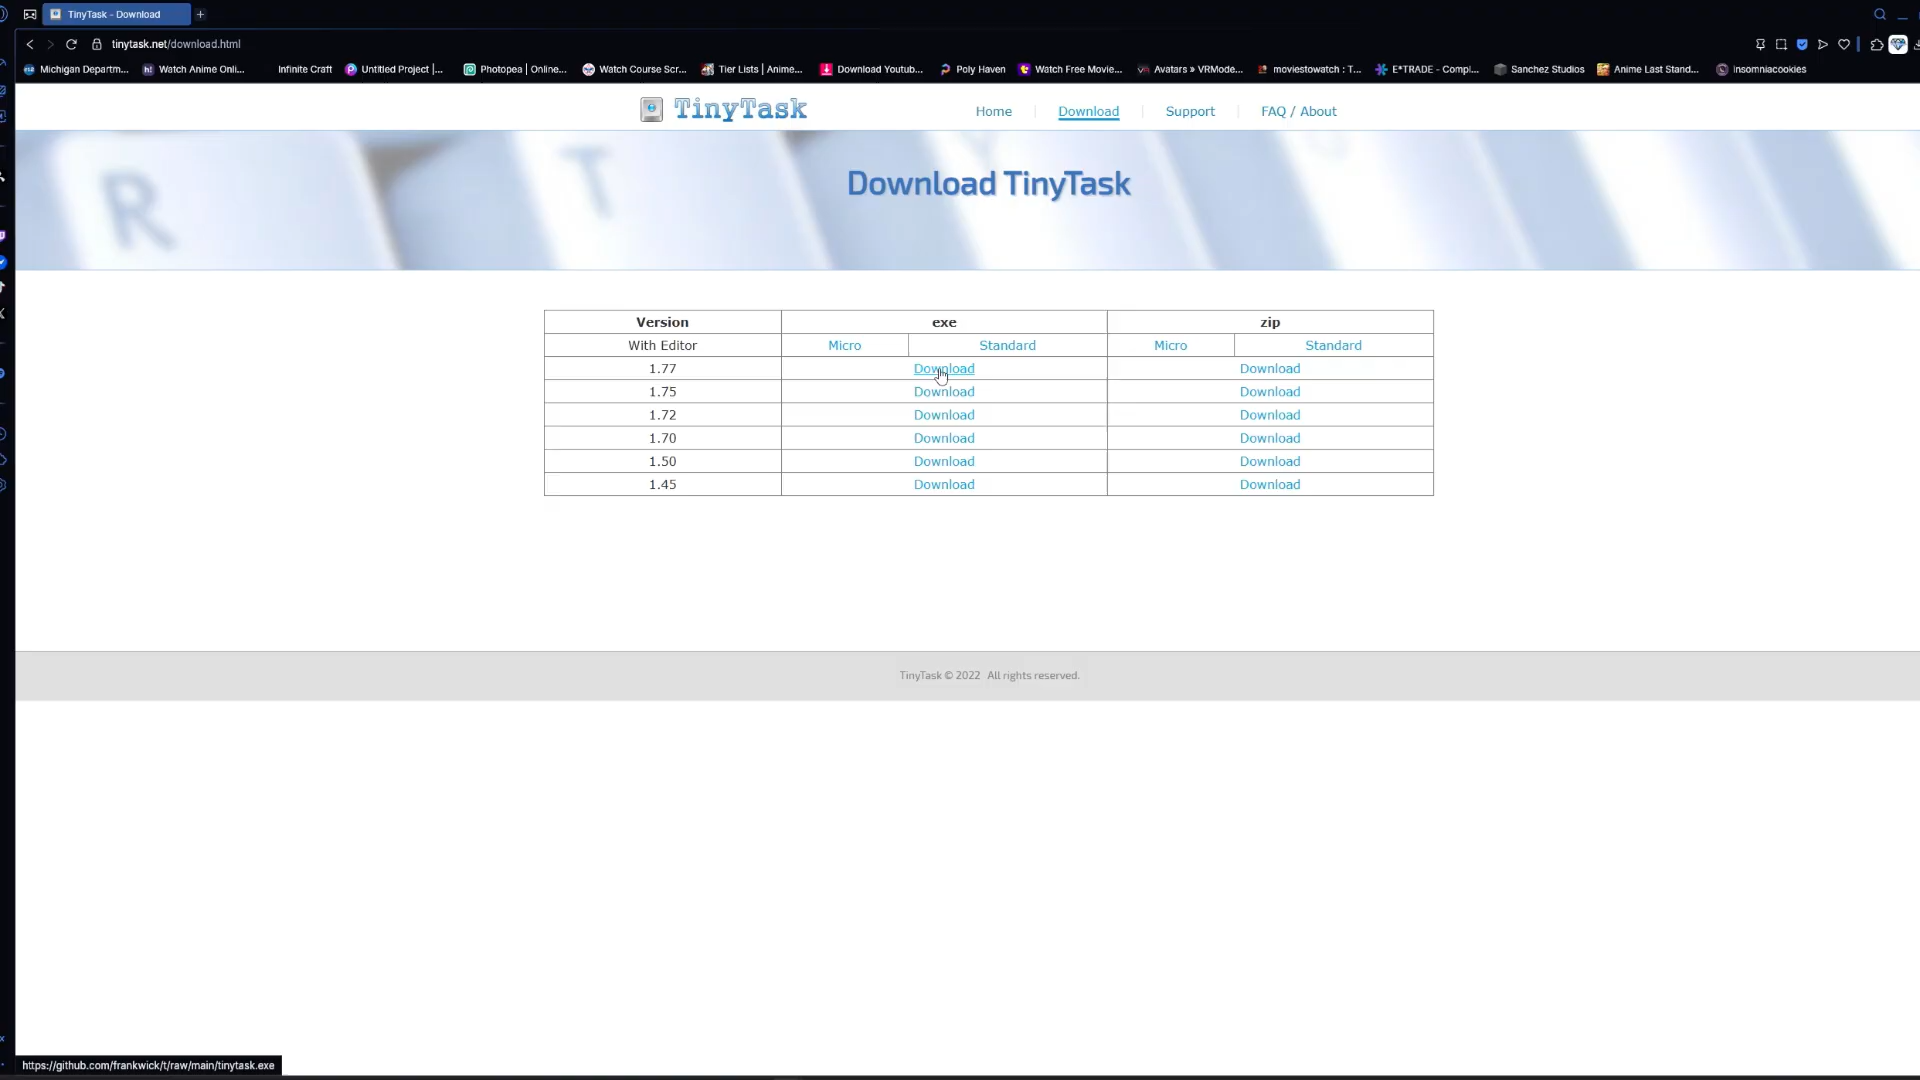 TinyTask - Download
tinytask.net/download.html
Michigan Departm...
Watch Anime Onli...
Infinite Craft
Untitled Project |...
Photopea | Online...
Watch Course Scr...
Tier Lists | Anime...
Download Youtub...
Poly Haven
Watch Free Movie...
Avatars » VRMode...
moviestowatch : T...
E*TRADE - Compl...
Sanchez Studios
Anime Last Stand...
insomniacookies
TinyTask
Home
Download
Support
FAQ / About
R T
Download TinyTask
Version exe zip
With Editor Micro Standard Micro Standard
1.77 Download Download
1.75 Download Download
1.72 Download Download
1.70 Download Download
1.50 Download Download
1.45 Download Download
TinyTask © 2022 All rights reserved.
https://github.com/frankwick/t/raw/main/tinytask.exe